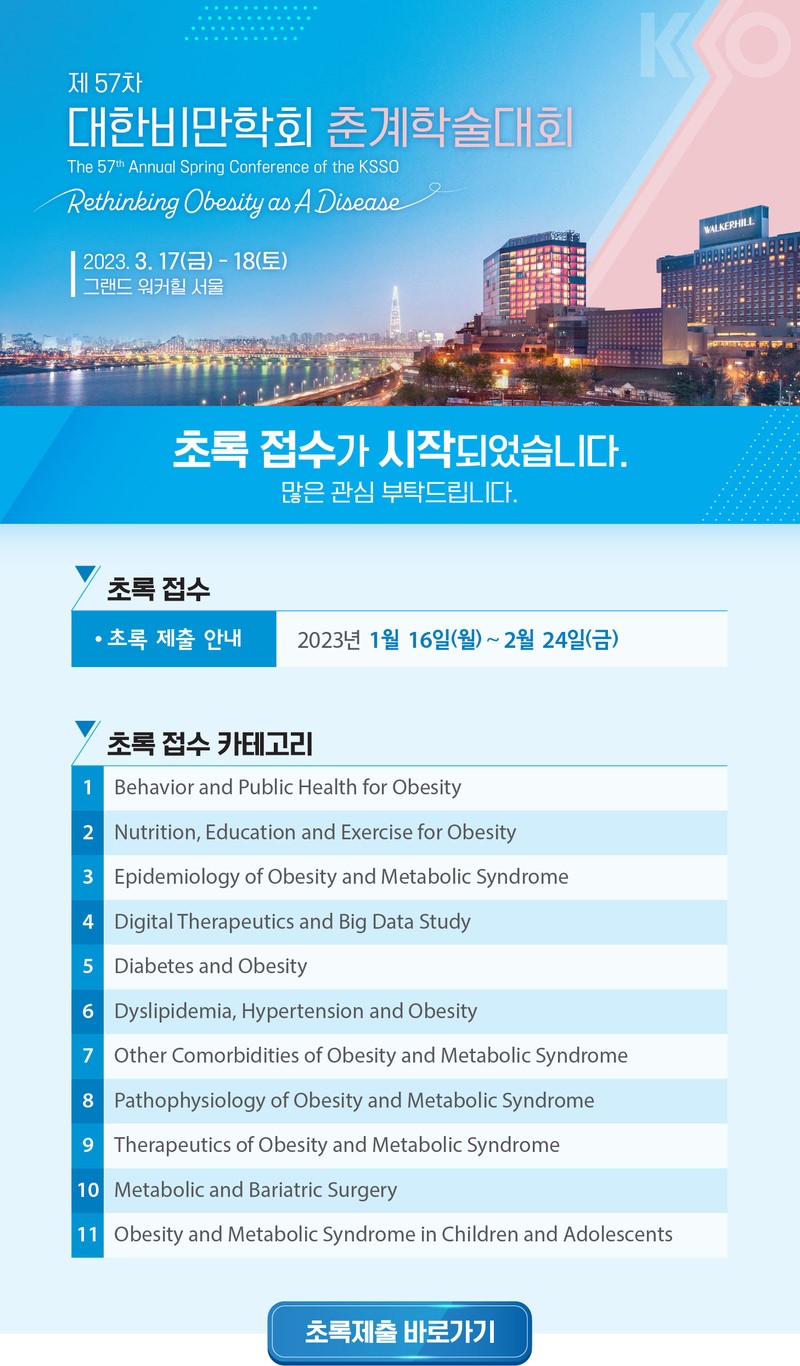 KSSO
제 57차
대한비만학회 춘계학술대회
The 57th Annual Spring Conference of the KSSO
Rethinking Obesity as A Disease
2023. 3. 17(금) - 18(토)
그랜드 워커힐 서울
WALKERHILL
초록 접수가 시작되었습니다.
많은 관심 부탁드립니다.
초록 접수
• 초록 제출 안내 2023년 1월 16일(월) ~ 2월 24일(금)
초록 접수 카테고리
1 Behavior and Public Health for Obesity
2 Nutrition, Education and Exercise for Obesity
3 Epidemiology of Obesity and Metabolic Syndrome
4 Digital Therapeutics and Big Data Study
5 Diabetes and Obesity
6 Dyslipidemia, Hypertension and Obesity
7 Other Comorbidities of Obesity and Metabolic Syndrome
8 Pathophysiology of Obesity and Metabolic Syndrome
9 Therapeutics of Obesity and Metabolic Syndrome
10 Metabolic and Bariatric Surgery
11 Obesity and Metabolic Syndrome in Children and Adolescents
초록제출 바로가기